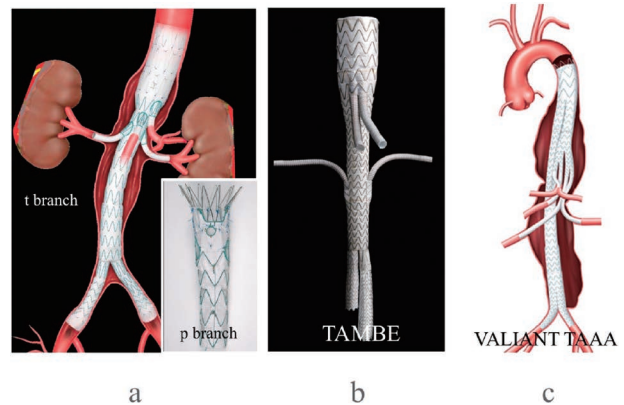 t branch
p branch
TAMBE
VALIANT TAAA
a
b
c